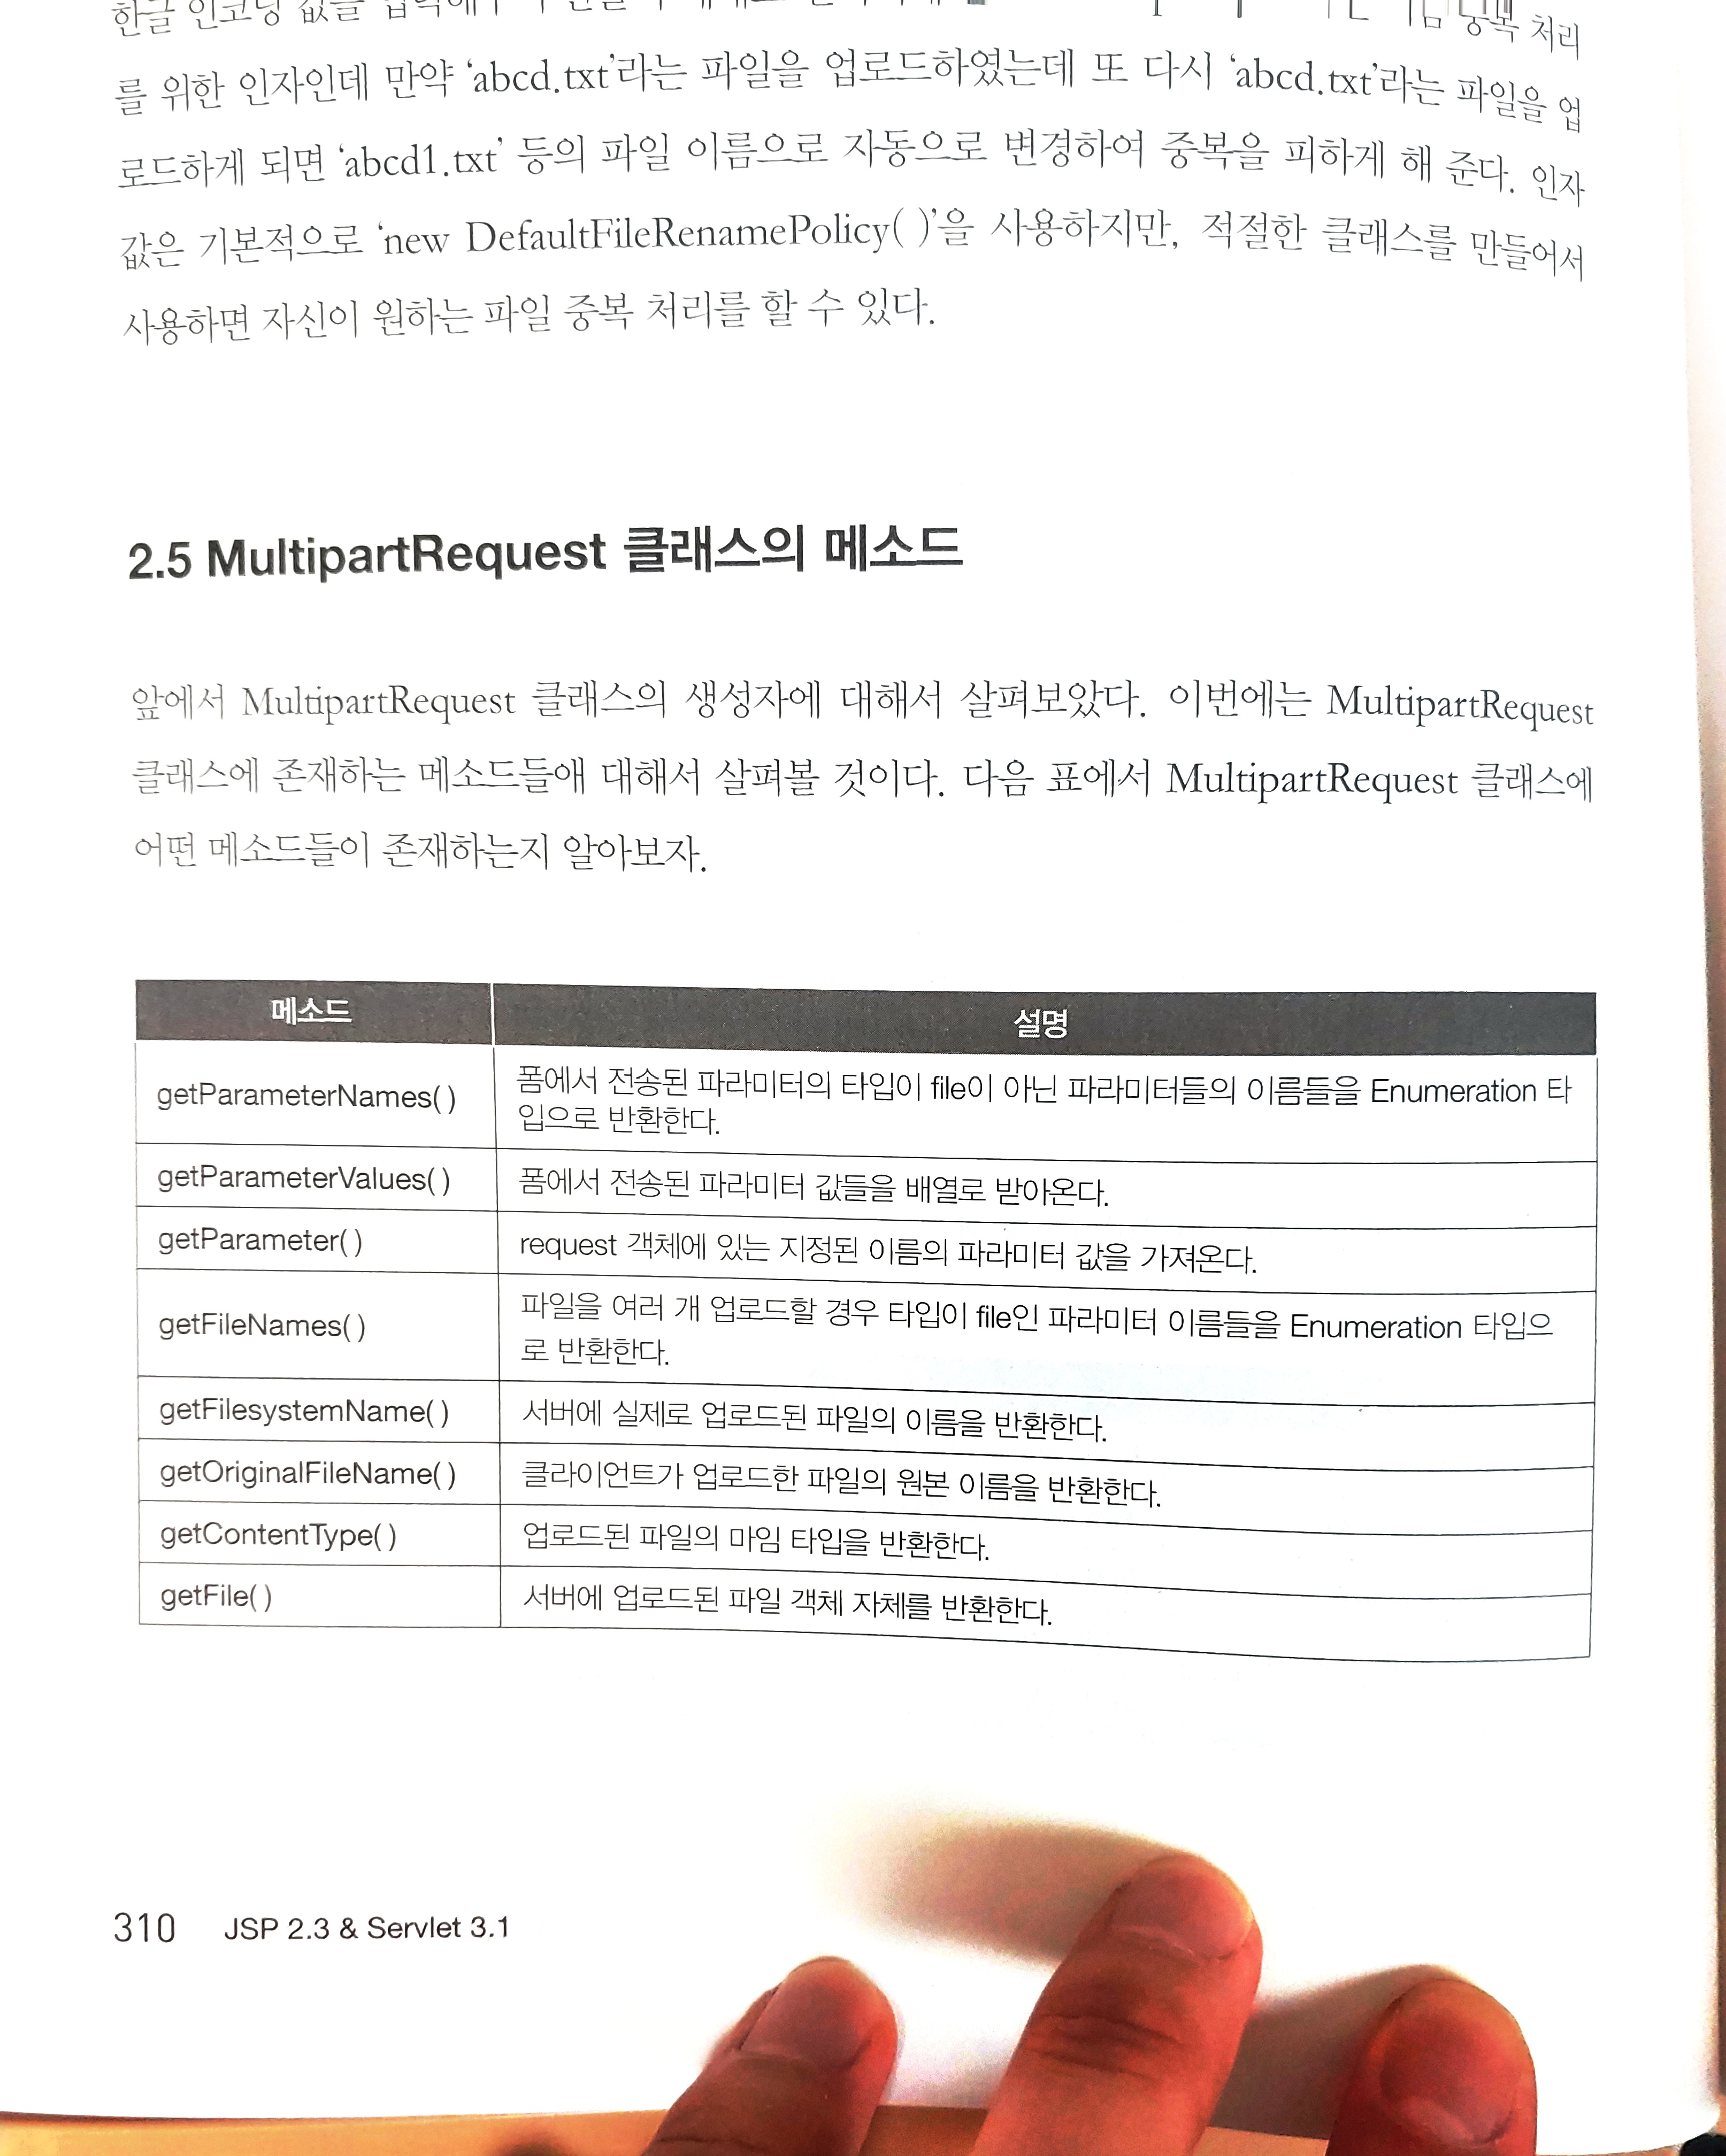 한글 인코딩 값을
중복 처리
를 위한 인자인데 만약 ‘abcd.txt’라는 파일을 업로드하였는데 또 다시 ‘abcd.txt’라는 파일을 업
로드하게 되면 ‘abcd1.txt’ 등의 파일 이름으로 자동으로 변경하여 중복을 피하게 해 준다. 인자
값은 기본적으로 ‘new DefaultFileRenamePolicy( )’을 사용하지만, 적절한 클래스를 만들어서
사용하면 자신이 원하는 파일 중복 처리를 할 수 있다.
2.5 MultipartRequest 클래스의 메소드
앞에서 MultipartRequest 클래스의 생성자에 대해서 살펴보았다. 이번에는 MultipartRequest
클래스에 존재하는 메소드들애 대해서 살펴볼 것이다. 다음 표에서 MultipartRequest 클래스에
어떤 메소드들이 존재하는지 알아보자.
메소드 설명
getParameterNames( ) 폼에서 전송된 파라미터의 타입이 file이 아닌 파라미터들의 이름들을 Enumeration 타
입으로 반환한다.
getParameterValues( ) 폼에서 전송된 파라미터 값들을 배열로 받아온다.
getParameter( ) request 객체에 있는 지정된 이름의 파라미터 값을 가져온다.
getFileNames( ) 파일을 여러 개 업로드할 경우 타입이 file인 파라미터 이름들을 Enumeration 타입으
로 반환한다.
getFilesystemName( ) 서버에 실제로 업로드된 파일의 이름을 반환한다.
getOriginalFileName( ) 클라이언트가 업로드한 파일의 원본 이름을 반환한다.
getContentType( ) 업로드된 파일의 마임 타입을 반환한다.
getFile( ) 서버에 업로드된 파일 객체 자체를 반환한다.
310 JSP 2.3 & Servlet 3.1